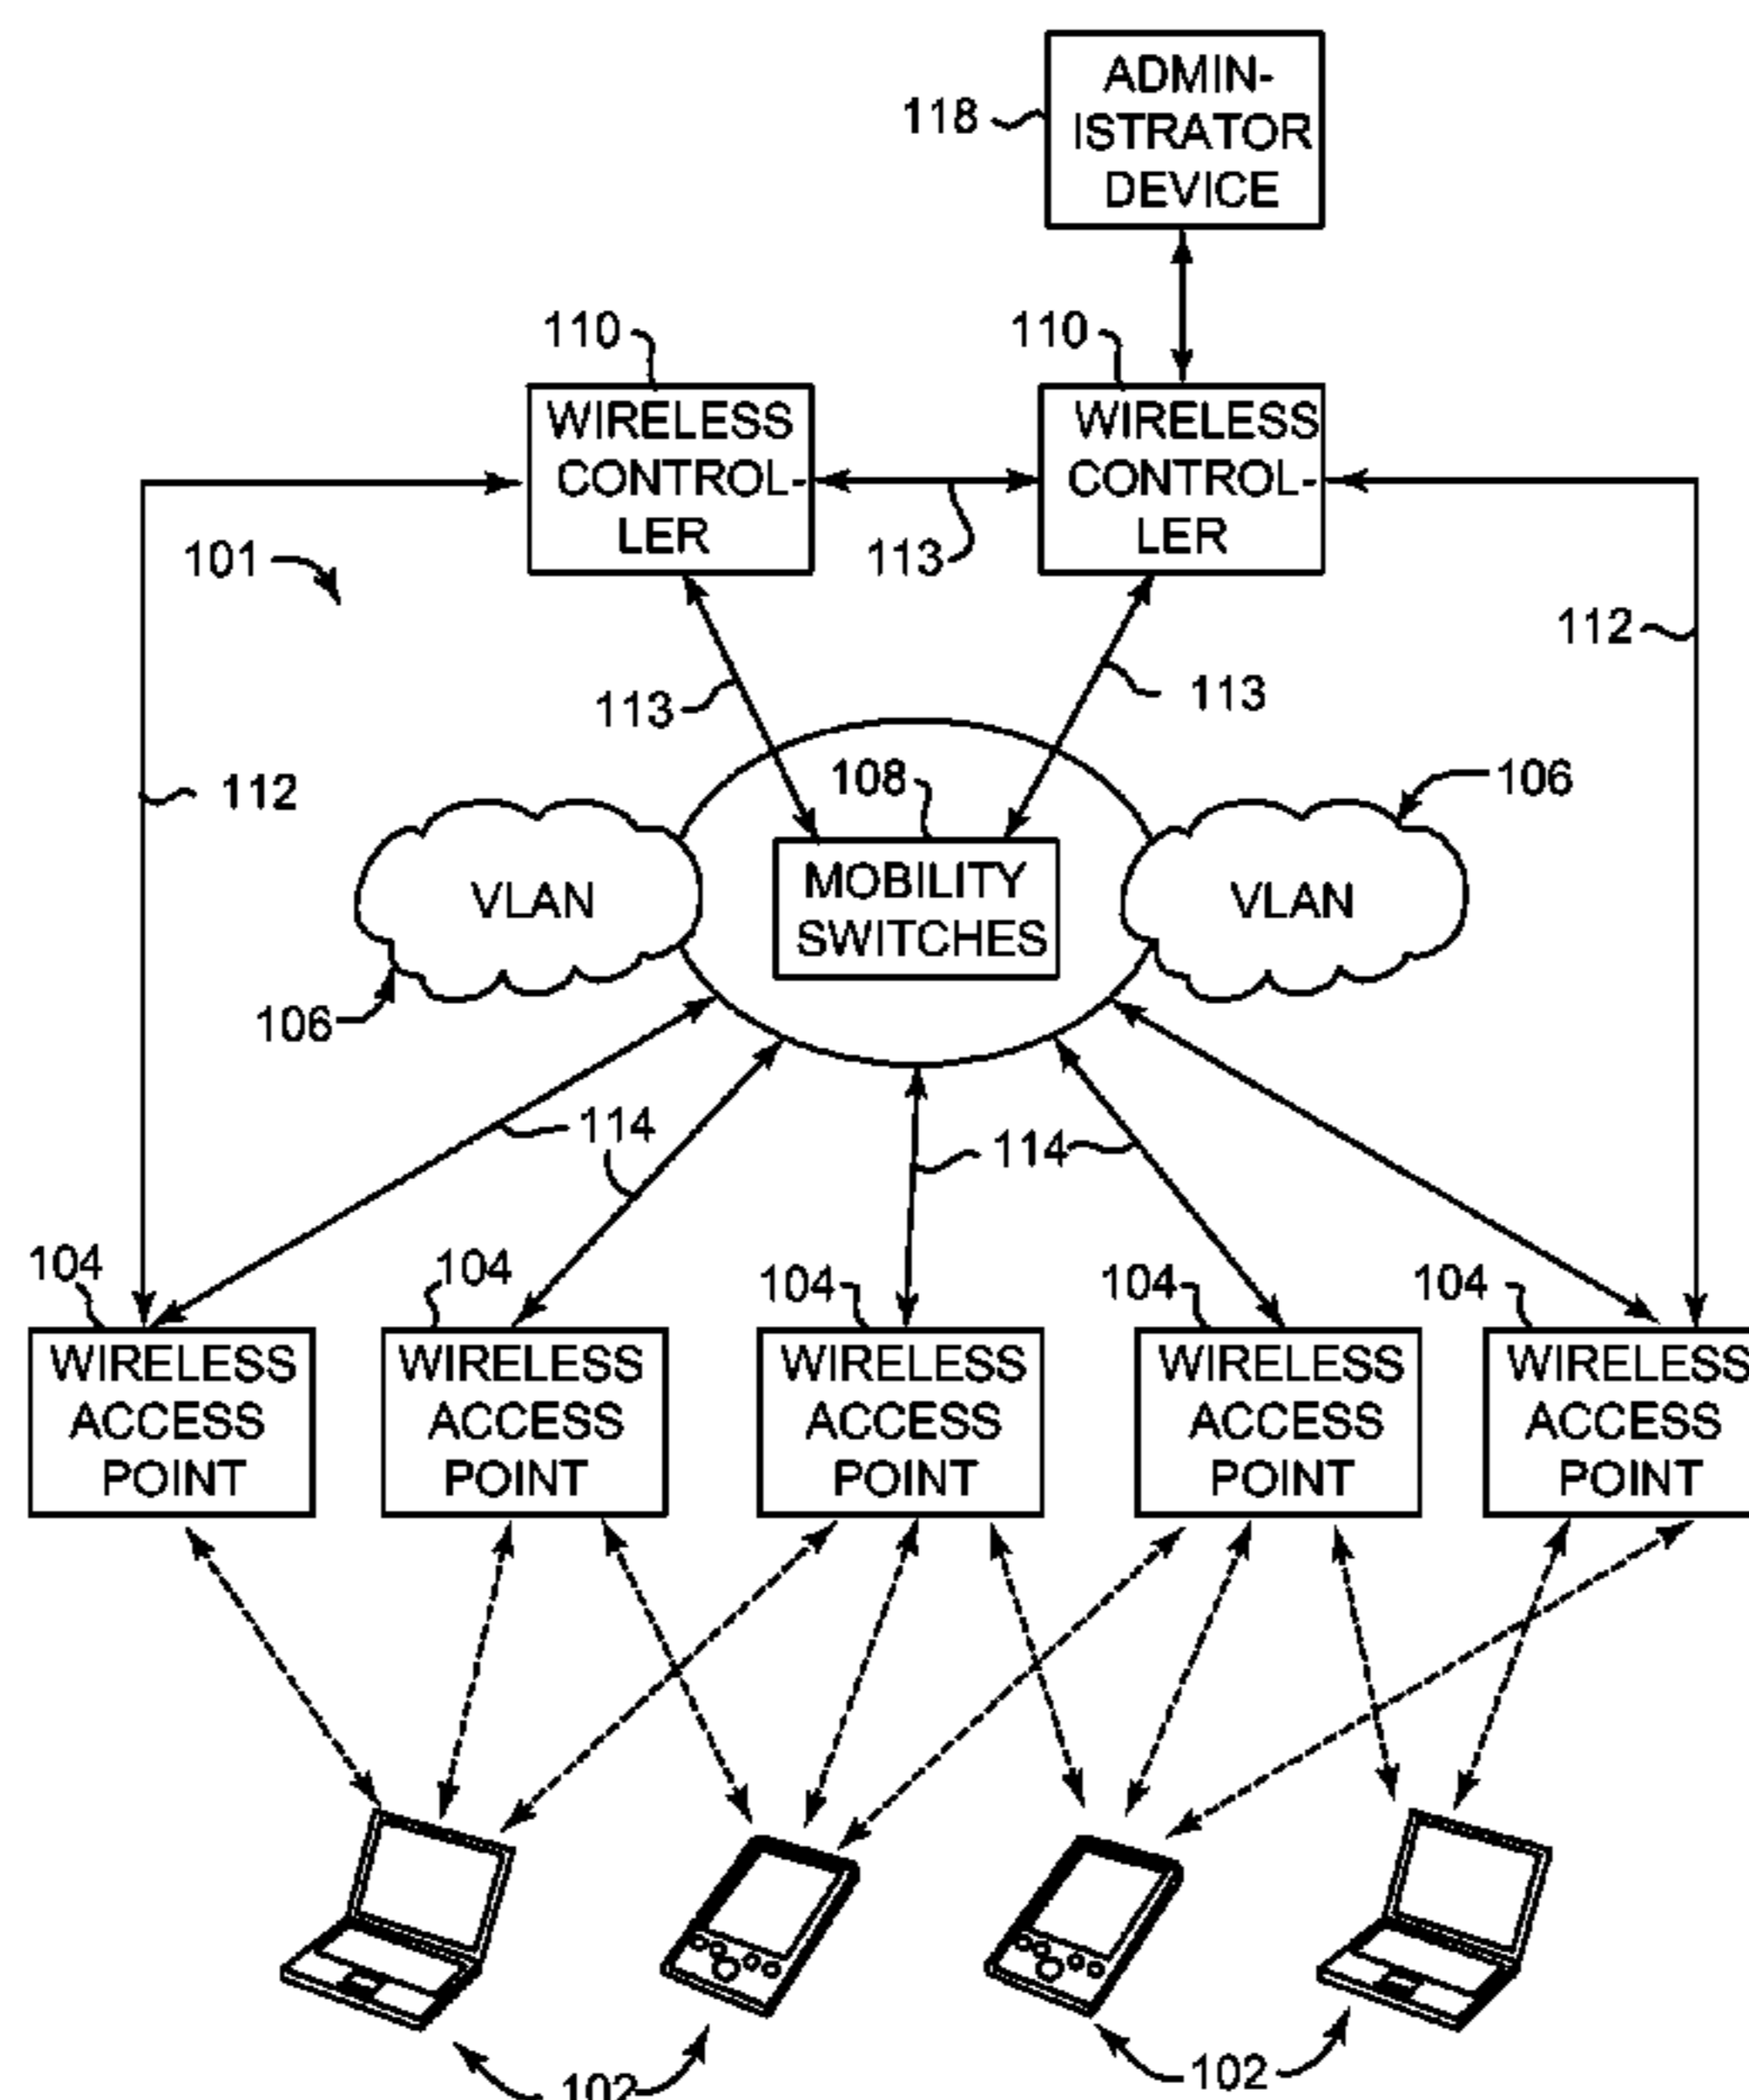 ADMIN-
ISTRATOR
DEVICE
118
110
110
WIRELESS
CONTROL-
LER
WIRELESS
CONTROL-
LER
101
113
112
113
113
112
108
106
VLAN
MOBILITY
SWITCHES
VLAN
106
114
114
104
104
104
104
104
WIRELESS
ACCESS
POINT
WIRELESS
ACCESS
POINT
WIRELESS
ACCESS
POINT
WIRELESS
ACCESS
POINT
WIRELESS
ACCESS
POINT
102
102